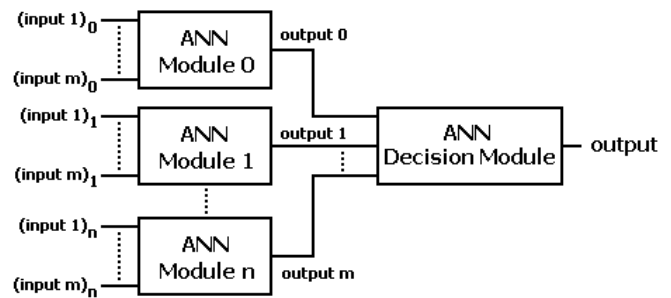 (input 1)0
(input m)0
ANN
Module 0
output 0
(input 1)1
(input m)1
ANN
Module 1
output 1
ANN
Decision Module
output
(input 1)n
(input m)n
ANN
Module n
output m